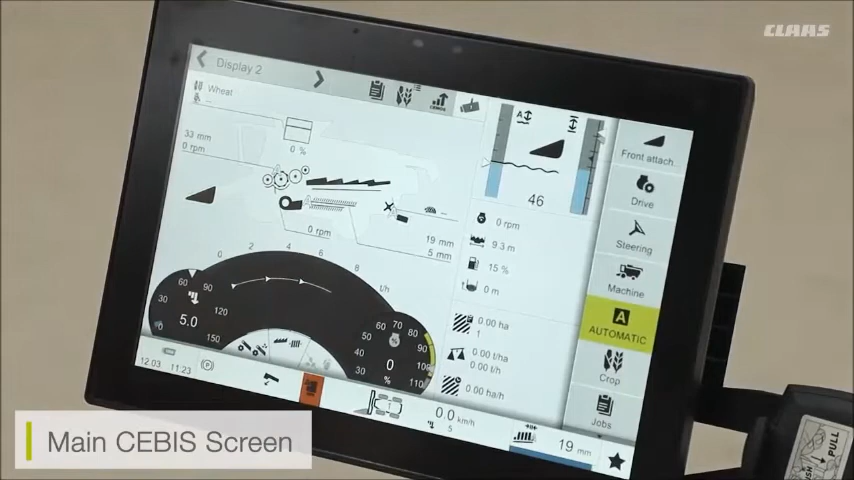 CLAAS
Display 2
Wheat
--
0 %
33 mm
0 rpm
0 rpm
19 mm
5 mm
A
46
0 rpm
9.3 m
15 %
0 m
0.00 ha
1
0.00 t/ha
0.00 t/h
0.00 ha/h
Front attach.
Drive
Steering
Machine
A
AUTOMATIC
Crop
Jobs
0 2 4 6 8
t/h
0 30 60 90 120 150
5.0
30 40 50 60 70 80 90 100 110
%
0
%
12.03 11:23
(P)
0.0 km/h
5
19 mm
PULL
Main CEBIS Screen